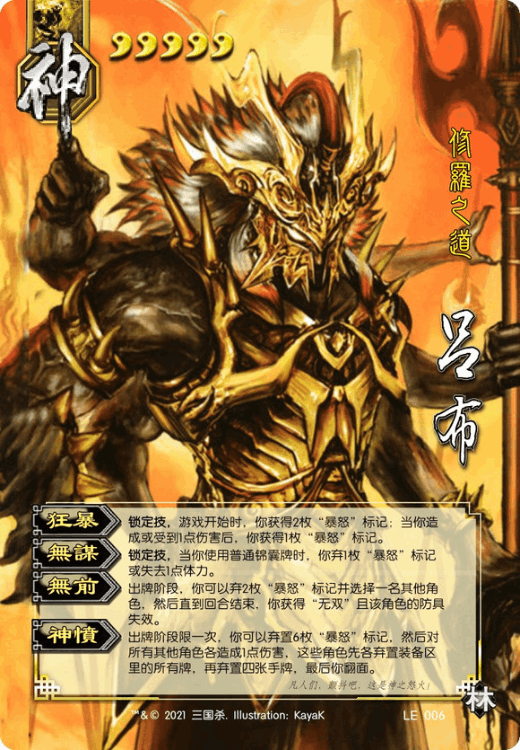 神
修羅之道
呂布
狂暴
锁定技，游戏开始时，你获得2枚“暴怒”标记；当你造
成或受到1点伤害后，你获得1枚“暴怒”标记。
無謀
锁定技，当你使用普通锦囊牌时，你弃1枚“暴怒”标记
或失去1点体力。
無前
出牌阶段，你可以弃2枚“暴怒”标记并选择一名其他角
色，然后直到回合结束，你获得“无双”且该角色的防具
失效。
神憤
出牌阶段限一次，你可以弃置6枚“暴怒”标记，然后对
所有其他角色各造成1点伤害，这些角色先各弃置装备区
里的所有牌，再弃置四张手牌，最后你翻面。
凡人们，颤抖吧，这是神之怒火！
林
™&© 2021 三国杀. Illustration: KayaK
LE 006